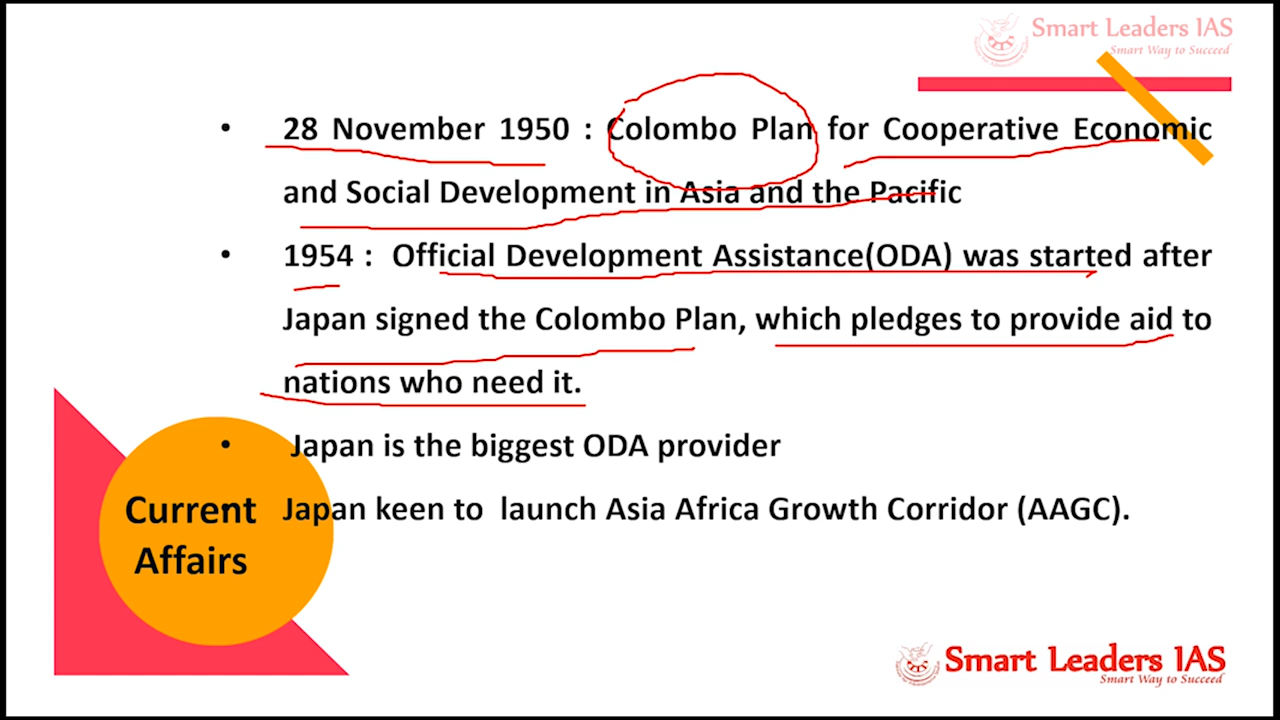 Smart Leaders IAS
Smart Way to Succeed
• 28 November 1950 : Colombo Plan for Cooperative Economic
and Social Development in Asia and the Pacific
• 1954 : Official Development Assistance(ODA) was started after
Japan signed the Colombo Plan, which pledges to provide aid to
nations who need it.
• Japan is the biggest ODA provider
• Japan keen to launch Asia Africa Growth Corridor (AAGC).
Current
Affairs
Smart Leaders IAS
Smart Way to Succeed